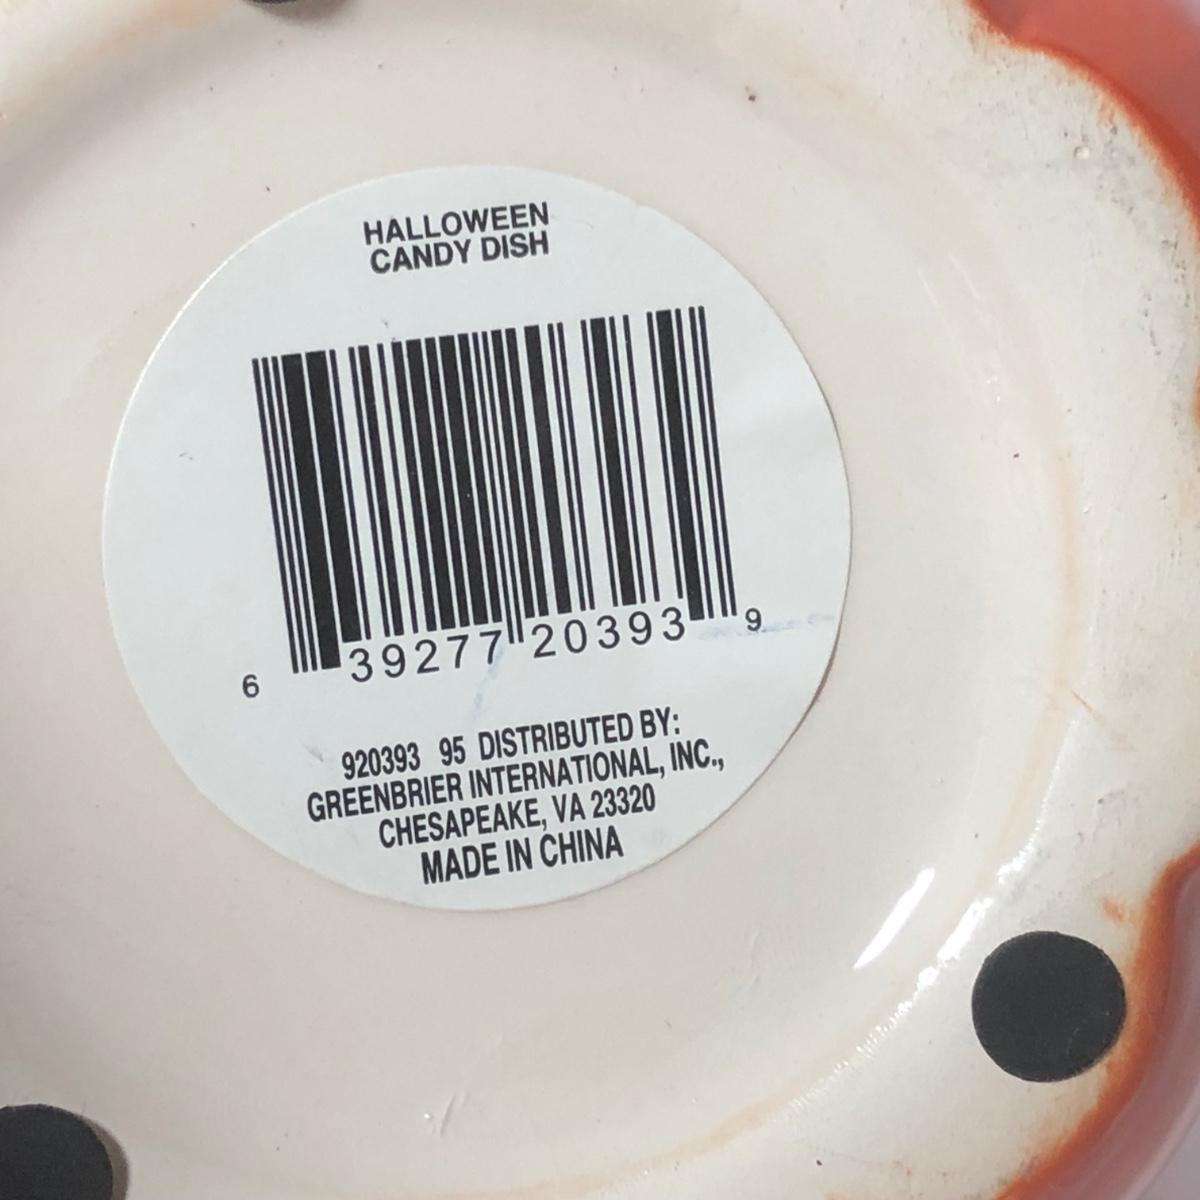 HALLOWEEN
CANDY DISH
6 39277 20393 9
920393 95 DISTRIBUTED BY:
GREENBRIER INTERNATIONAL, INC.,
CHESAPEAKE, VA 23320
MADE IN CHINA